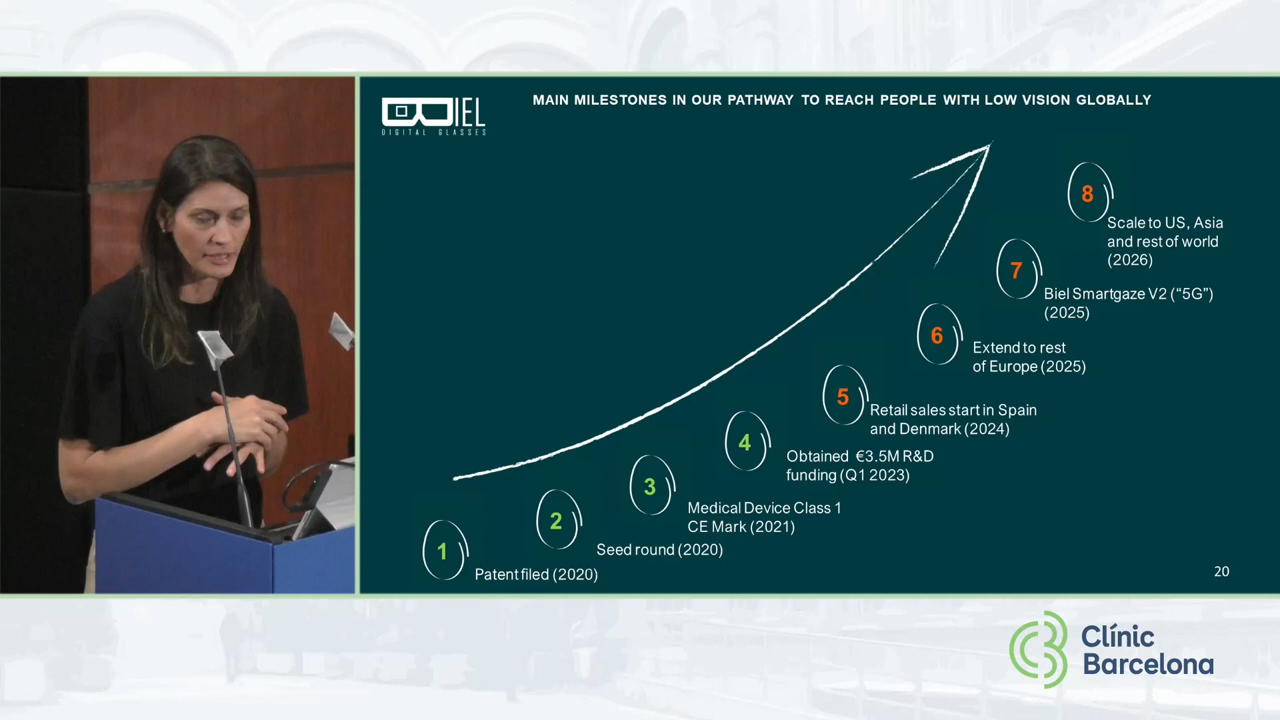 BIEL
DIGITAL GLASSES
MAIN MILESTONES IN OUR PATHWAY TO REACH PEOPLE WITH LOW VISION GLOBALLY
8
Scale to US, Asia
and rest of world
(2026)
7
Biel Smartgaze V2 (“5G”)
(2025)
6
Extend to rest
of Europe (2025)
5
Retail sales start in Spain
and Denmark (2024)
4
Obtained €3.5M R&D
funding (Q1 2023)
3
Medical Device Class 1
CE Mark (2021)
2
Seed round (2020)
1
Patent filed (2020)
20
Clínic
Barcelona